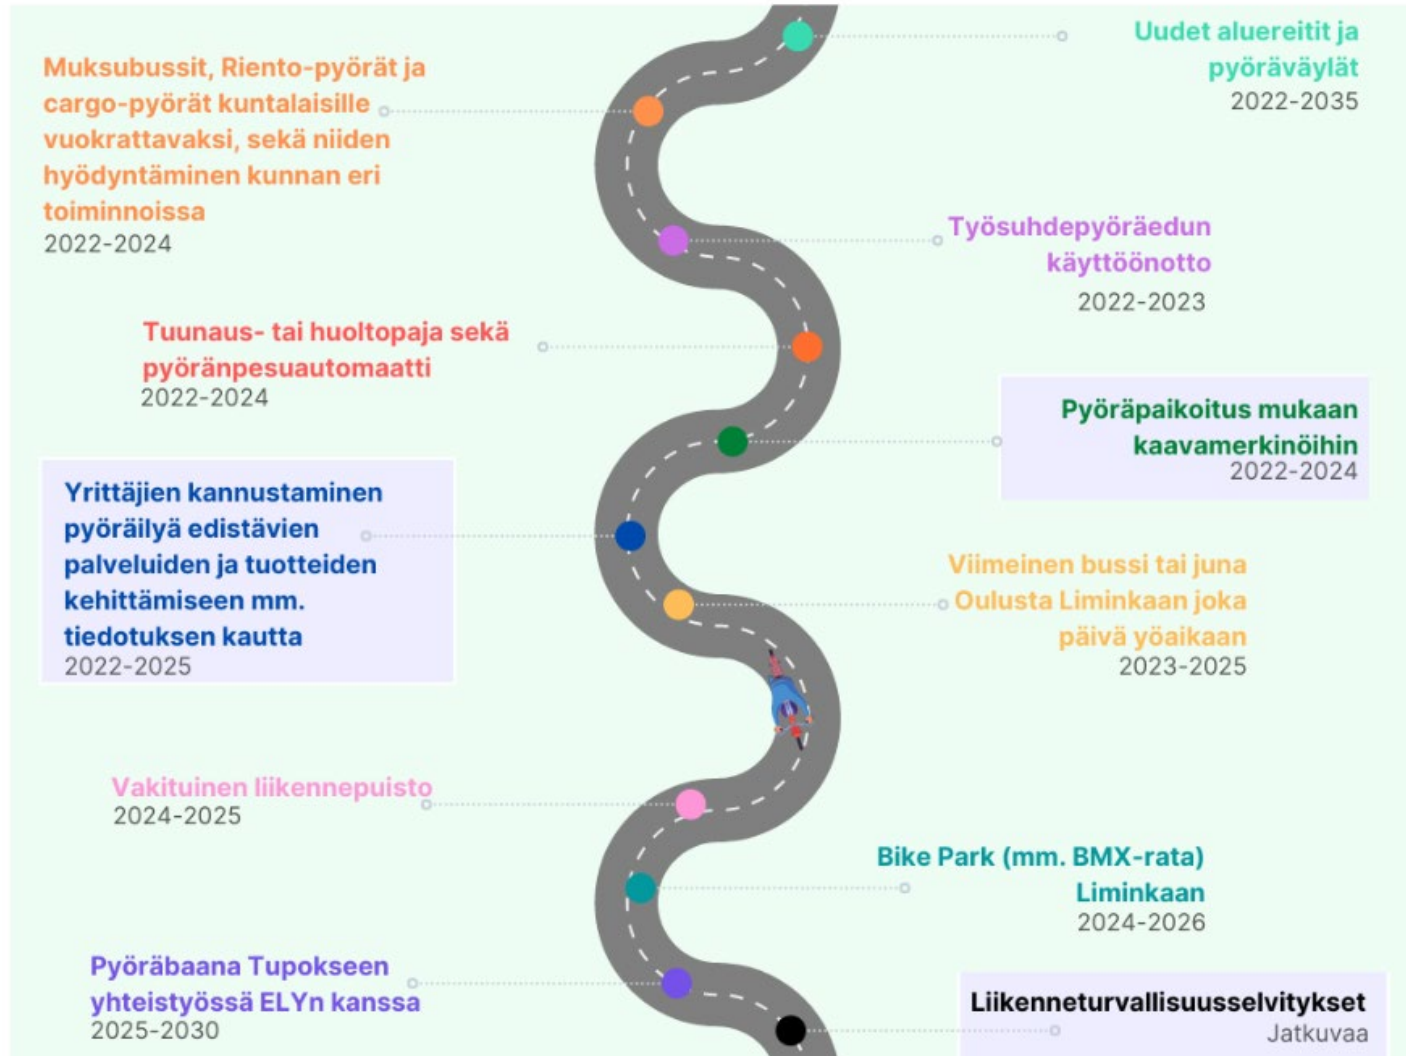 Uudet aluereitit ja
pyöräväylät
2022-2035
Muksubussit, Riento-pyörät ja
cargo-pyörät kuntalaisille
vuokrattavaksi, sekä niiden
hyödyntäminen kunnan eri
toiminnoissa
2022-2024
Työsuhdepyöräedun
käyttöönotto
2022-2023
Tuunaus- tai huoltopaja sekä
pyöränpesuautomaatti
2022-2024
Pyöräpaikoitus mukaan
kaavamerkinöihin
2022-2024
Yrittäjien kannustaminen
pyöräilyä edistävien
palveluiden ja tuotteiden
kehittämiseen mm.
tiedotuksen kautta
2022-2025
Viimeinen bussi tai juna
Oulusta Liminkaan joka
päivä yöaikaan
2023-2025
Vakituinen liikennepuisto
2024-2025
Bike Park (mm. BMX-rata)
Liminkaan
2024-2026
Pyöräbaana Tupokseen
yhteistyössä ELYn kanssa
2025-2030
Liikenneturvallisuusselvitykset
Jatkuvaa